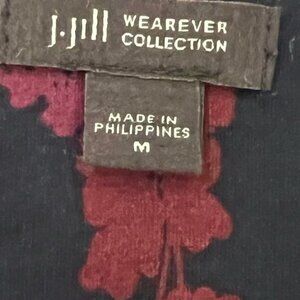 J.Jill WEAREVER
COLLECTION
MADE IN
PHILIPPINES
M